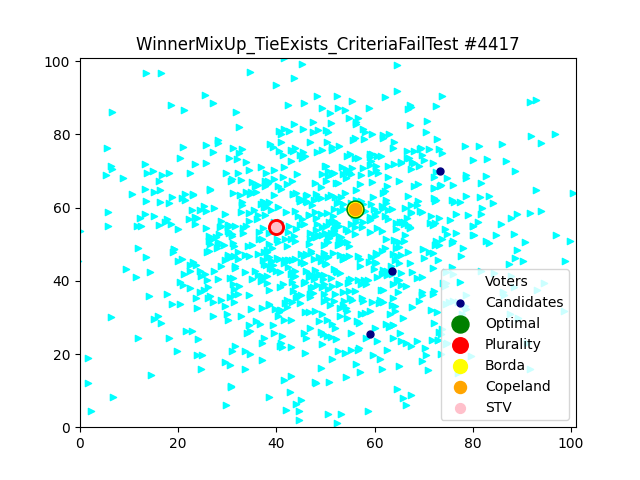 WinnerMixUp_TieExists_CriteriaFailTest #4417
100
80
60
40
20
0
0
20
40
60
80
100
Voters
Candidates
Optimal
Plurality
Borda
Copeland
STV